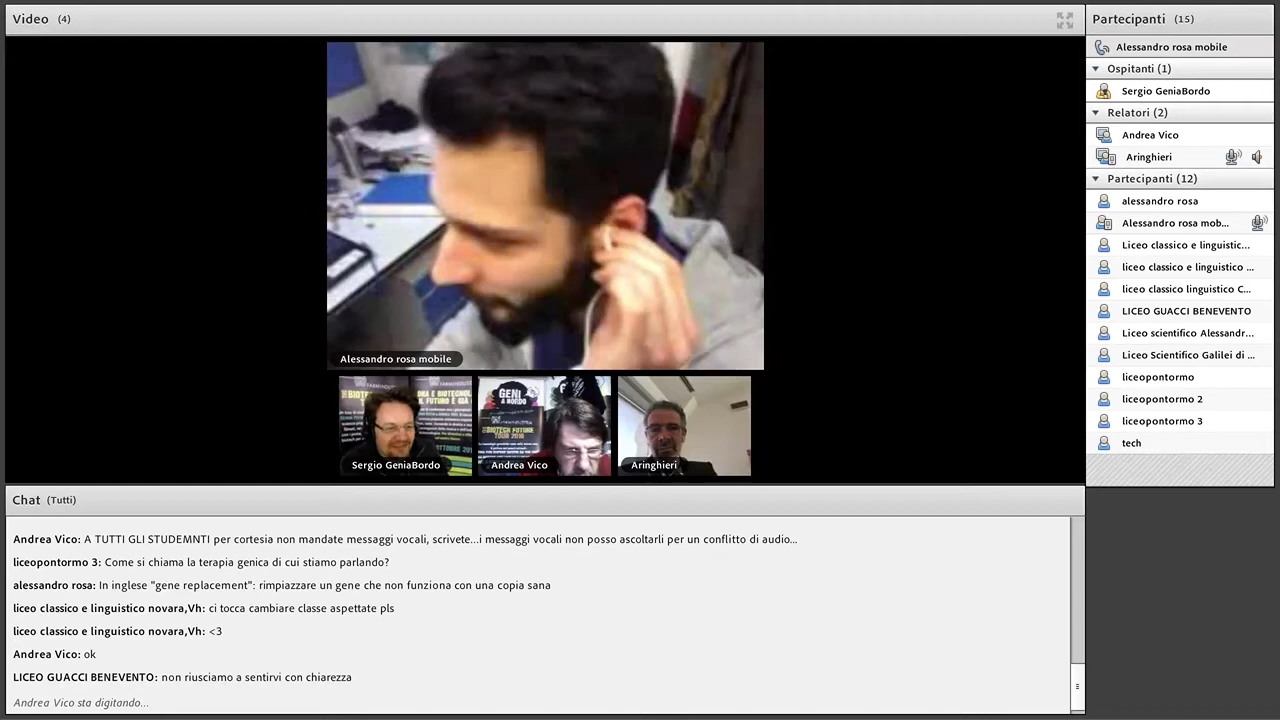 Video (4)
Alessandro rosa mobile
GENI
A BORDO
BIOTECH FUTURE
Sergio GeniaBordo
Andrea Vico
Aringhieri
Chat (Tutti)
Andrea Vico: A TUTTI GLI STUDEMNTI per cortesia non mandate messaggi vocali, scrivete...i messaggi vocali non posso ascoltarli per un conflitto di audio...
liceopontormo 3: Come si chiama la terapia genica di cui stiamo parlando?
alessandro rosa: In inglese "gene replacement": rimpiazzare un gene che non funziona con una copia sana
liceo classico e linguistico novara,Vh: ci tocca cambiare classe aspettate pls
liceo classico e linguistico novara,Vh: <3
Andrea Vico: ok
LICEO GUACCI BENEVENTO: non riusciamo a sentirvi con chiarezza
Andrea Vico sta digitando...
Partecipanti (15)
Alessandro rosa mobile
Ospitanti (1)
Sergio GeniaBordo
Relatori (2)
Andrea Vico
Aringhieri
Partecipanti (12)
alessandro rosa
Alessandro rosa mob...
Liceo classico e linguistic...
liceo classico e linguistico ...
liceo classico linguistico C...
LICEO GUACCI BENEVENTO
Liceo scientifico Alessandr...
Liceo Scientifico Galilei di ...
liceopontormo
liceopontormo 2
liceopontormo 3
tech